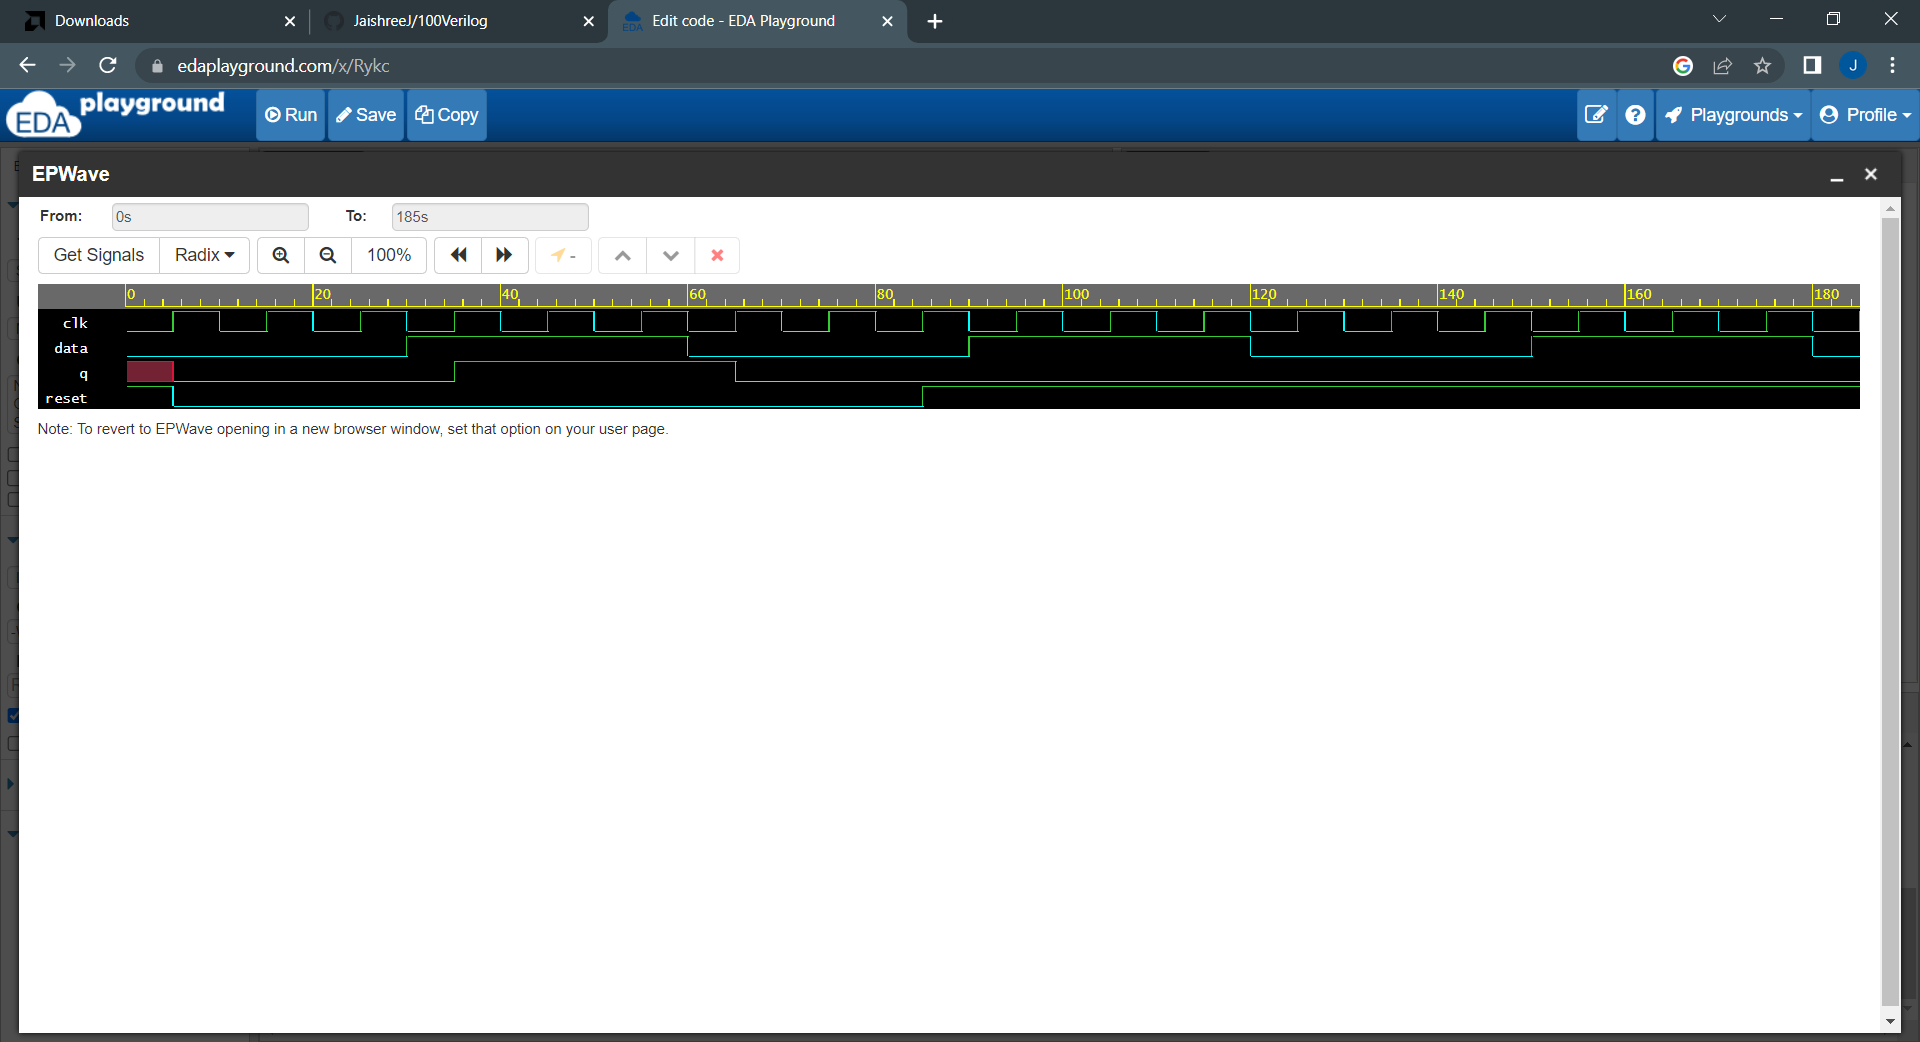 Downloads
JaishreeJ/100Verilog
Edit code - EDA Playground
edaplayground.com/x/Rykc
J
EDA playground
Run
Save
Copy
Playgrounds
Profile
EPWave
From: 0s To: 185s
Get Signals
Radix
100%
-
0 20 40 60 80 100 120 140 160 180
clk
data
q
reset
Note: To revert to EPWave opening in a new browser window, set that option on your user page.